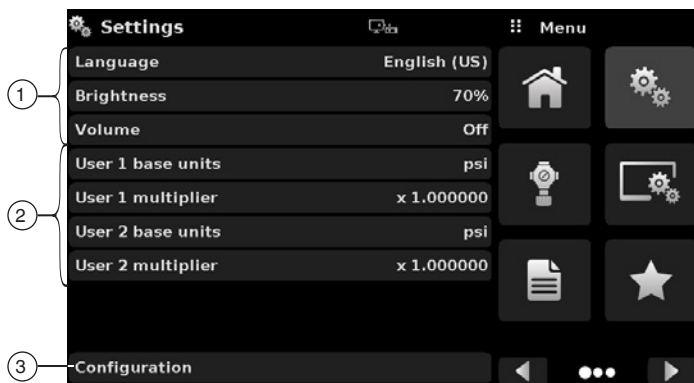 Settings
Menu
1
Language English (US)
Brightness 70%
Volume Off
2
User 1 base units psi
User 1 multiplier x 1.000000
User 2 base units psi
User 2 multiplier x 1.000000
3
Configuration